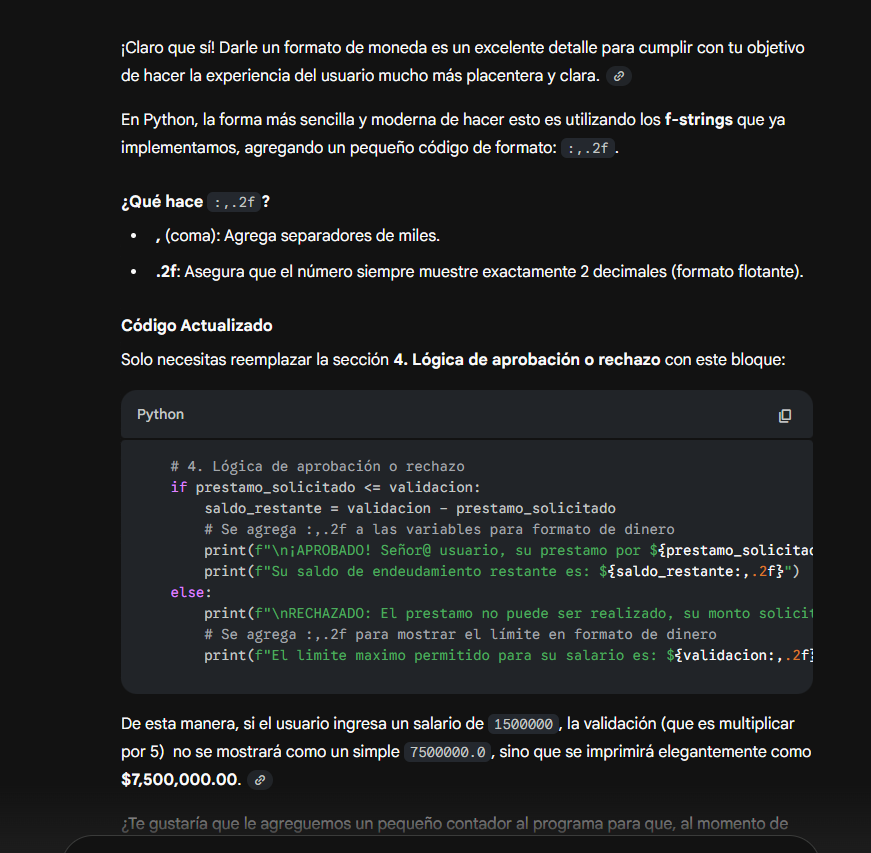 ¡Claro que sí! Darle un formato de moneda es un excelente detalle para cumplir con tu objetivo
de hacer la experiencia del usuario mucho más placentera y clara.
En Python, la forma más sencilla y moderna de hacer esto es utilizando los f-strings que ya
implementamos, agregando un pequeño código de formato: :,.2f.
¿Qué hace :,.2f?
• , (coma): Agrega separadores de miles.
• .2f: Asegura que el número siempre muestre exactamente 2 decimales (formato flotante).
Código Actualizado
Solo necesitas reemplazar la sección 4. Lógica de aprobación o rechazo con este bloque:
Python
# 4. Lógica de aprobación o rechazo
if prestamo_solicitado <= validacion:
saldo_restante = validacion - prestamo_solicitado
# Se agrega :,.2f a las variables para formato de dinero
print(f"\n¡APROBADO! Señor@ usuario, su prestamo por ${prestamo_solicitad
print(f"Su saldo de endeudamiento restante es: ${saldo_restante:,.2f}")
else:
print(f"\nRECHAZADO: El prestamo no puede ser realizado, su monto solicit
# Se agrega :,.2f para mostrar el límite en formato de dinero
print(f"El limite maximo permitido para su salario es: ${validacion:,.2f}
De esta manera, si el usuario ingresa un salario de 1500000, la validación (que es multiplicar
por 5) no se mostrará como un simple 7500000.0, sino que se imprimirá elegantemente como
$7,500,000.00.
¿Te gustaría que le agreguemos un pequeño contador al programa para que, al momento de